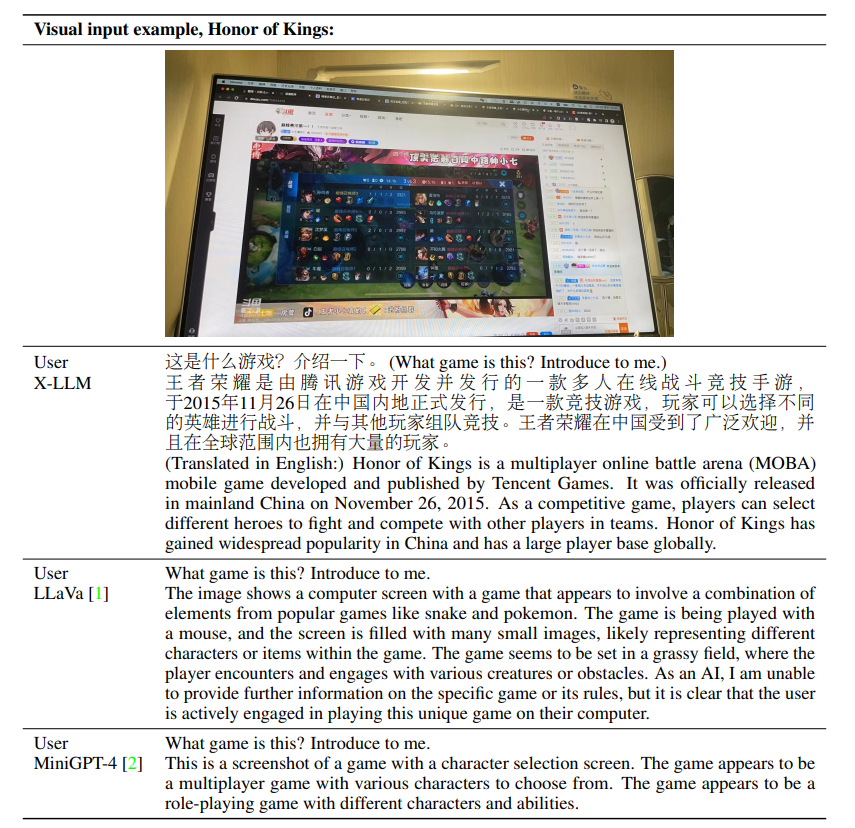 Visual input example, Honor of Kings:
顶尖浴霸白问中路种小七
User
这是什么游戏？介绍一下。 (What game is this? Introduce to me.)
X-LLM
王者荣耀是由腾讯游戏开发并发行的一款多人在线战斗竞技手游，
于2015年11月26日在中国内地正式发行，是一款竞技游戏，玩家可以选择不同
的英雄进行战斗，并与其他玩家组队竞技。王者荣耀在中国受到了广泛欢迎，并
且在全球范围内也拥有大量的玩家。
(Translated in English:) Honor of Kings is a multiplayer online battle arena (MOBA)
mobile game developed and published by Tencent Games. It was officially released
in mainland China on November 26, 2015. As a competitive game, players can select
different heroes to fight and compete with other players in teams. Honor of Kings has
gained widespread popularity in China and has a large player base globally.
User
What game is this? Introduce to me.
LLaVa [1]
The image shows a computer screen with a game that appears to involve a combination of
elements from popular games like snake and pokemon. The game is being played with
a mouse, and the screen is filled with many small images, likely representing different
characters or items within the game. The game seems to be set in a grassy field, where the
player encounters and engages with various creatures or obstacles. As an AI, I am unable
to provide further information on the specific game or its rules, but it is clear that the user
is actively engaged in playing this unique game on their computer.
User
What game is this? Introduce to me.
MiniGPT-4 [2]
This is a screenshot of a game with a character selection screen. The game appears to be
a multiplayer game with various characters to choose from. The game appears to be a
role-playing game with different characters and abilities.